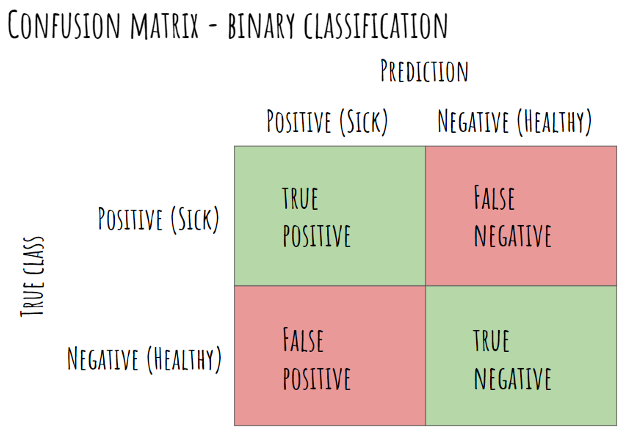 Confusion matrix - binary classification
Prediction
Positive (Sick) Negative (Healthy)
True class
Positive (Sick)
True
positive
False
negative
Negative (Healthy)
False
positive
True
negative